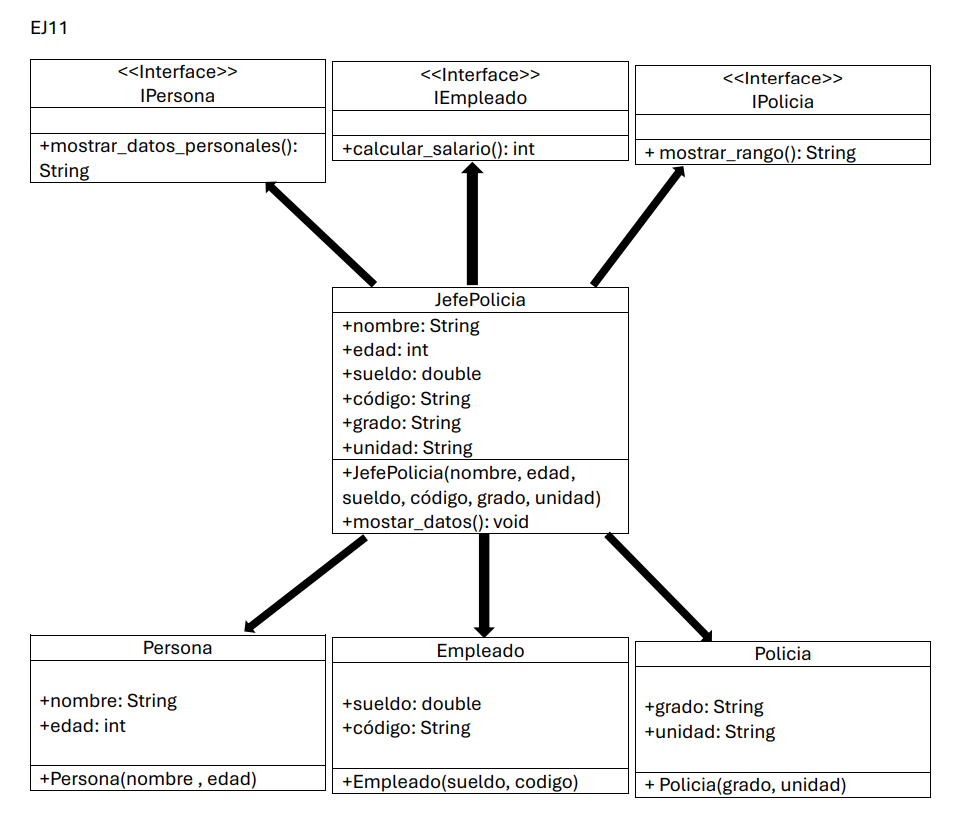 EJ11
<<Interface>>
IPersona
+mostrar_datos_personales():
String
<<Interface>>
IEmpleado
+calcular_salario(): int
<<Interface>>
IPolicia
+ mostrar_rango(): String
JefePolicia
+nombre: String
+edad: int
+sueldo: double
+código: String
+grado: String
+unidad: String
+JefePolicia(nombre, edad,
sueldo, código, grado, unidad)
+mostar_datos(): void
Persona
+nombre: String
+edad: int
+Persona(nombre , edad)
Empleado
+sueldo: double
+código: String
+Empleado(sueldo, codigo)
Policia
+grado: String
+unidad: String
+ Policia(grado, unidad)